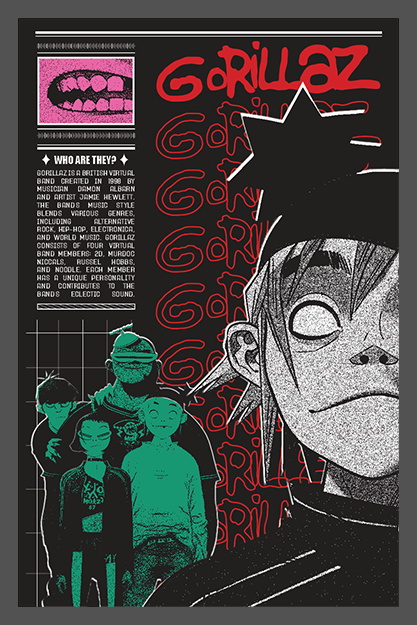 GORILLAZ
WHO ARE THEY?
GORILLAZ IS A BRITISH VIRTUAL
BAND CREATED IN 1998 BY
MUSICIAN DAMON ALBARN
AND ARTIST JAMIE HEWLETT.
THE BANDS MUSIC STYLE
BLENDS VARIOUS GENRES,
INCLUDING ALTERNATIVE
ROCK, HIP-HOP, ELECTRONICA,
AND WORLD MUSIC. GORILLAZ
CONSISTS OF FOUR VIRTUAL
BAND MEMBERS: 2D, MURDOC
NICCALS, RUSSEL HOBBS,
AND NOODLE. EACH MEMBER
HAS A UNIQUE PERSONALITY
AND CONTRIBUTES TO THE
BANDS ECLECTIC SOUND.